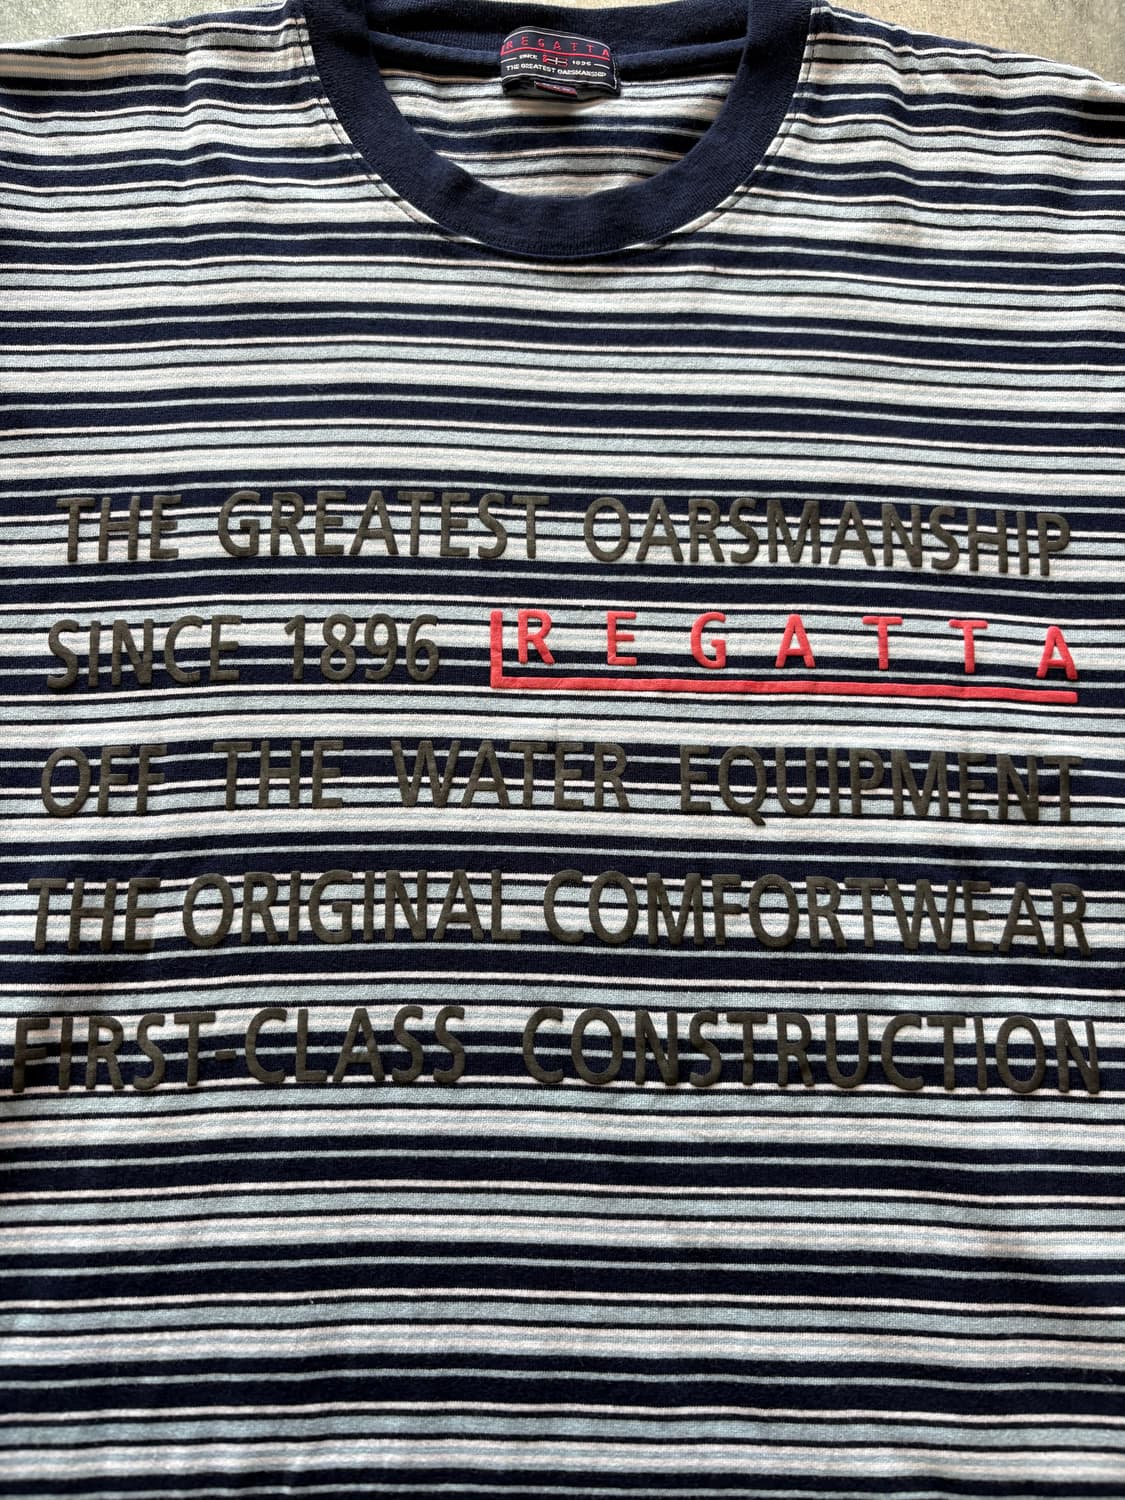 REGATTA
SINCE 1896
THE GREATEST OARSMANSHIP
THE GREATEST OARSMANSHIP
SINCE 1896 REGATTA
OFF THE WATER EQUIPMENT
THE ORIGINAL COMFORTWEAR
FIRST-CLASS CONSTRUCTION